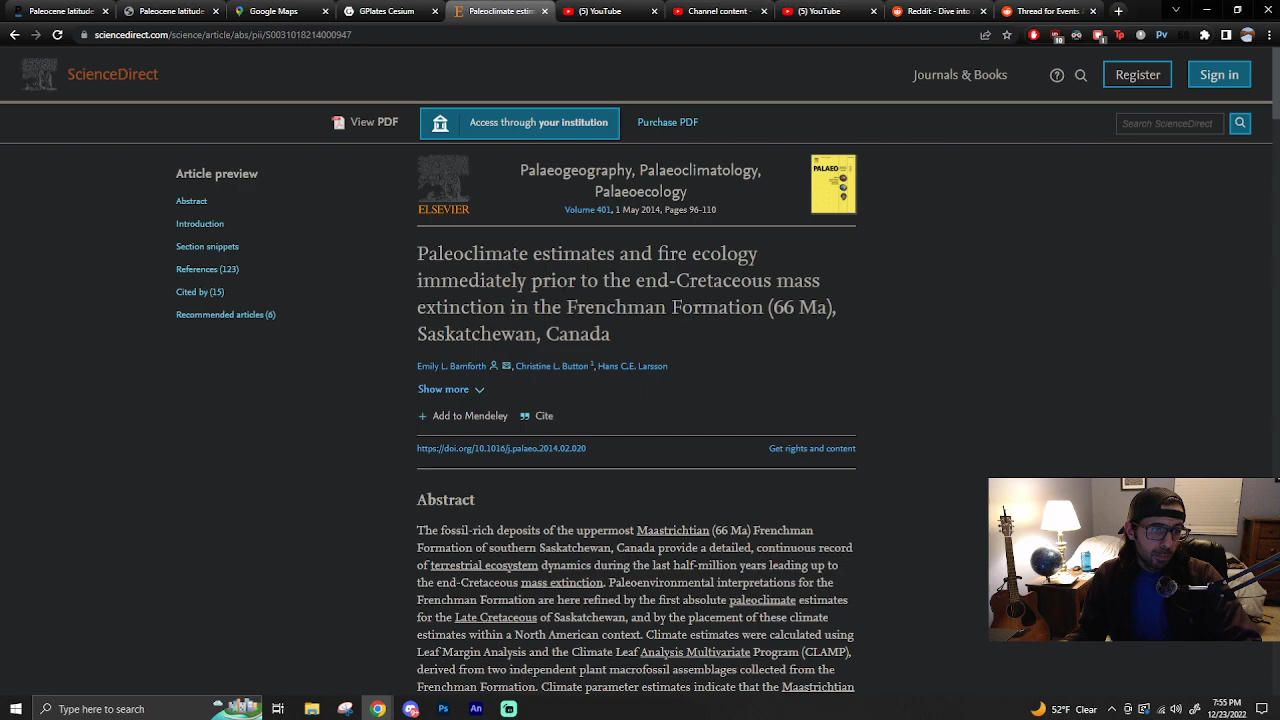 Paleocene latitude
Paleocene latitude
Google Maps
GPlates Cesium
Paleoclimate estim
(5) YouTube
Channel content -
(5) YouTube
Reddit - Dive into a
Thread for Events A
sciencedirect.com/science/article/abs/pii/S0031018214000947
ScienceDirect
Journals & Books
Register
Sign in
View PDF
Access through your institution
Purchase PDF
Search ScienceDirect
Article preview
Abstract
Introduction
Section snippets
References (123)
Cited by (15)
Recommended articles (6)
ELSEVIER
Palaeogeography, Palaeoclimatology,
Palaeoecology
Volume 401, 1 May 2014, Pages 96-110
PALAEO
Paleoclimate estimates and fire ecology
immediately prior to the end-Cretaceous mass
extinction in the Frenchman Formation (66 Ma),
Saskatchewan, Canada
Emily L. Bamforth, Christine L. Button 1, Hans C.E. Larsson
Show more
+ Add to Mendeley Cite
https://doi.org/10.1016/j.palaeo.2014.02.020
Get rights and content
Abstract
The fossil-rich deposits of the uppermost Maastrichtian (66 Ma) Frenchman
Formation of southern Saskatchewan, Canada provide a detailed, continuous record
of terrestrial ecosystem dynamics during the last half-million years leading up to
the end-Cretaceous mass extinction. Paleoenvironmental interpretations for the
Frenchman Formation are here refined by the first absolute paleoclimate estimates
for the Late Cretaceous of Saskatchewan, and by the placement of these climate
estimates within a North American context. Climate estimates were calculated using
Leaf Margin Analysis and the Climate Leaf Analysis Multivariate Program (CLAMP),
derived from two independent plant macrofossil assemblages collected from the
Frenchman Formation. Climate parameter estimates indicate that the Maastrichtian
Type here to search
Ps
An
52°F Clear
7:55 PM
12/23/2022